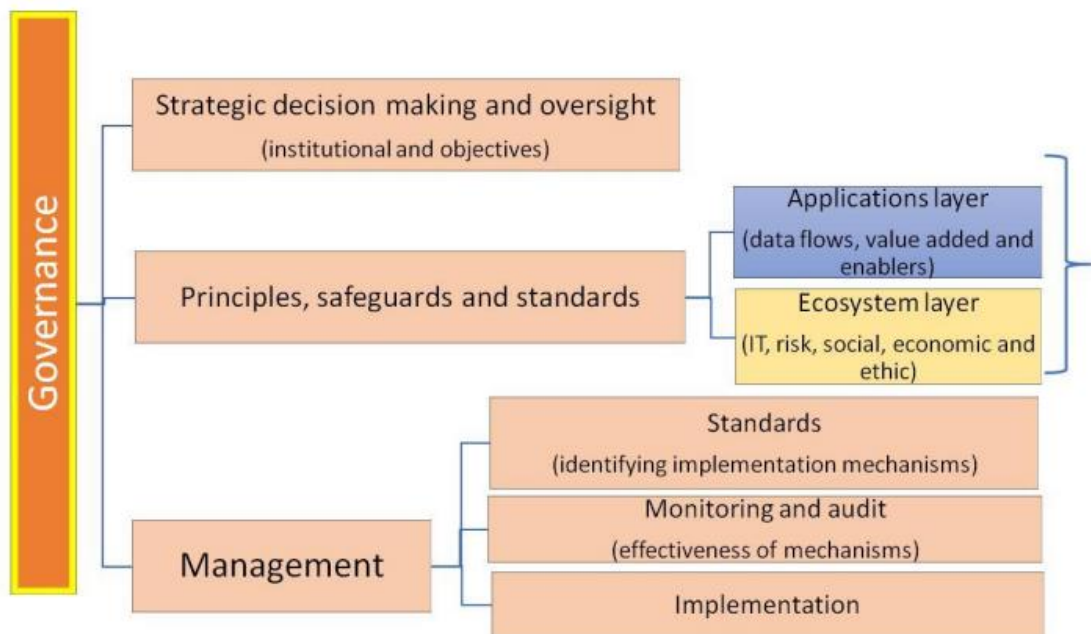 Governance
Strategic decision making and oversight
(institutional and objectives)
Principles, safeguards and standards
Applications layer
(data flows, value added and
enablers)
Ecosystem layer
(IT, risk, social, economic and
ethic)
Management
Standards
(identifying implementation mechanisms)
Monitoring and audit
(effectiveness of mechanisms)
Implementation